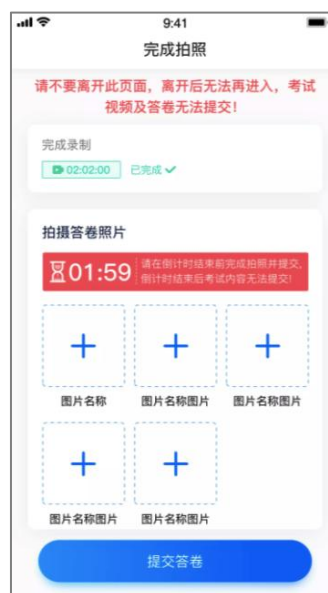 9:41
完成拍照
请不要离开此页面，离开后无法再进入，考试
视频及答卷无法提交！
完成录制
02:02:00 已完成
拍摄答卷照片
01:59
请在倒计时结束前完成拍照并提交,
倒计时结束后考试内容无法提交!
图片名称 图片名称图片 图片名称图片
图片名称图片 图片名称图片
提交答卷